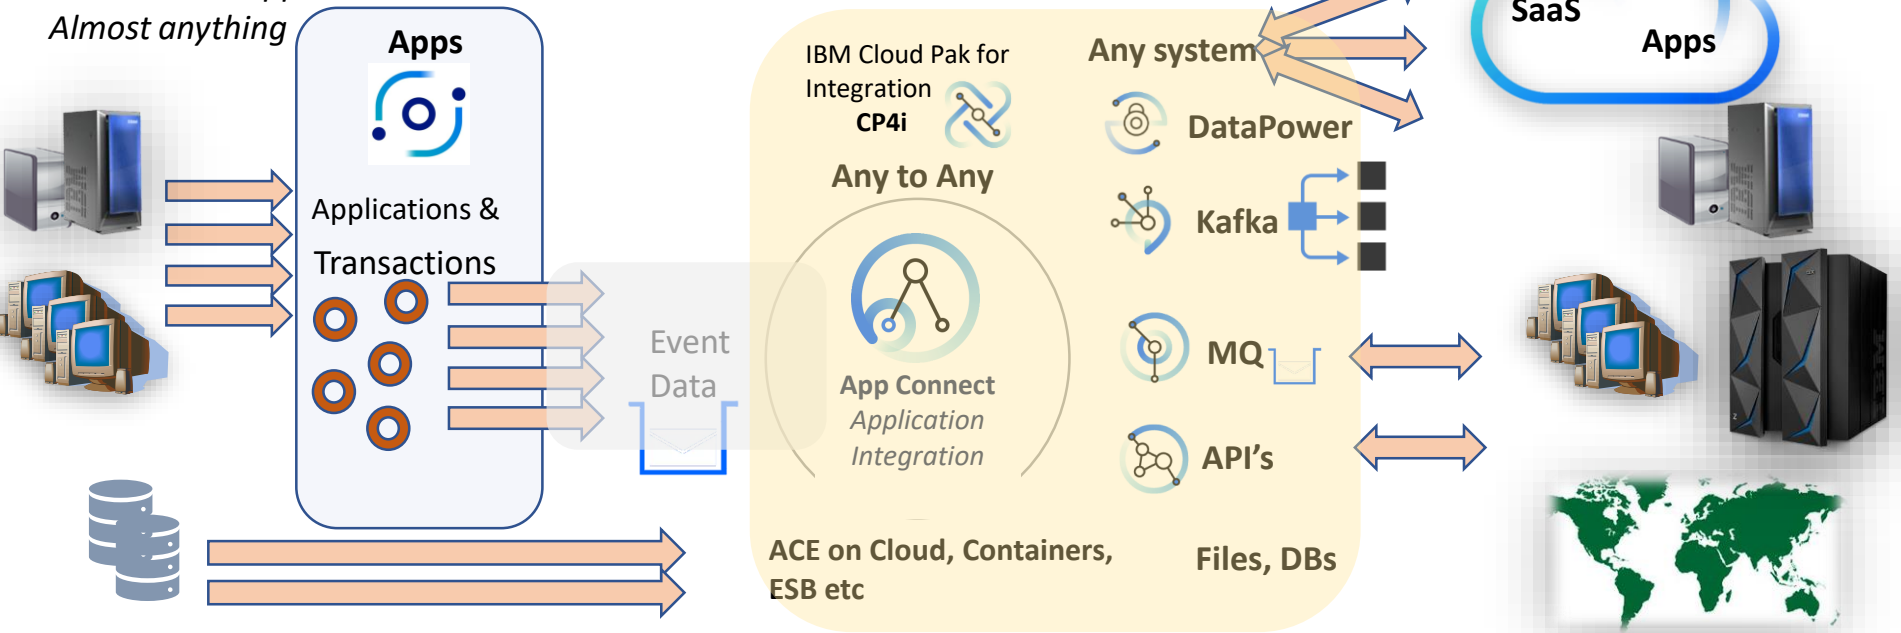 Almost anything
Apps
Applications &
Transactions
Event
Data
IBM Cloud Pak for
Integration
CP4i
Any to Any
App Connect
Application
Integration
ACE on Cloud, Containers,
ESB etc
Any system
DataPower
Kafka
MQ
API's
Files, DBs
SaaS
Apps